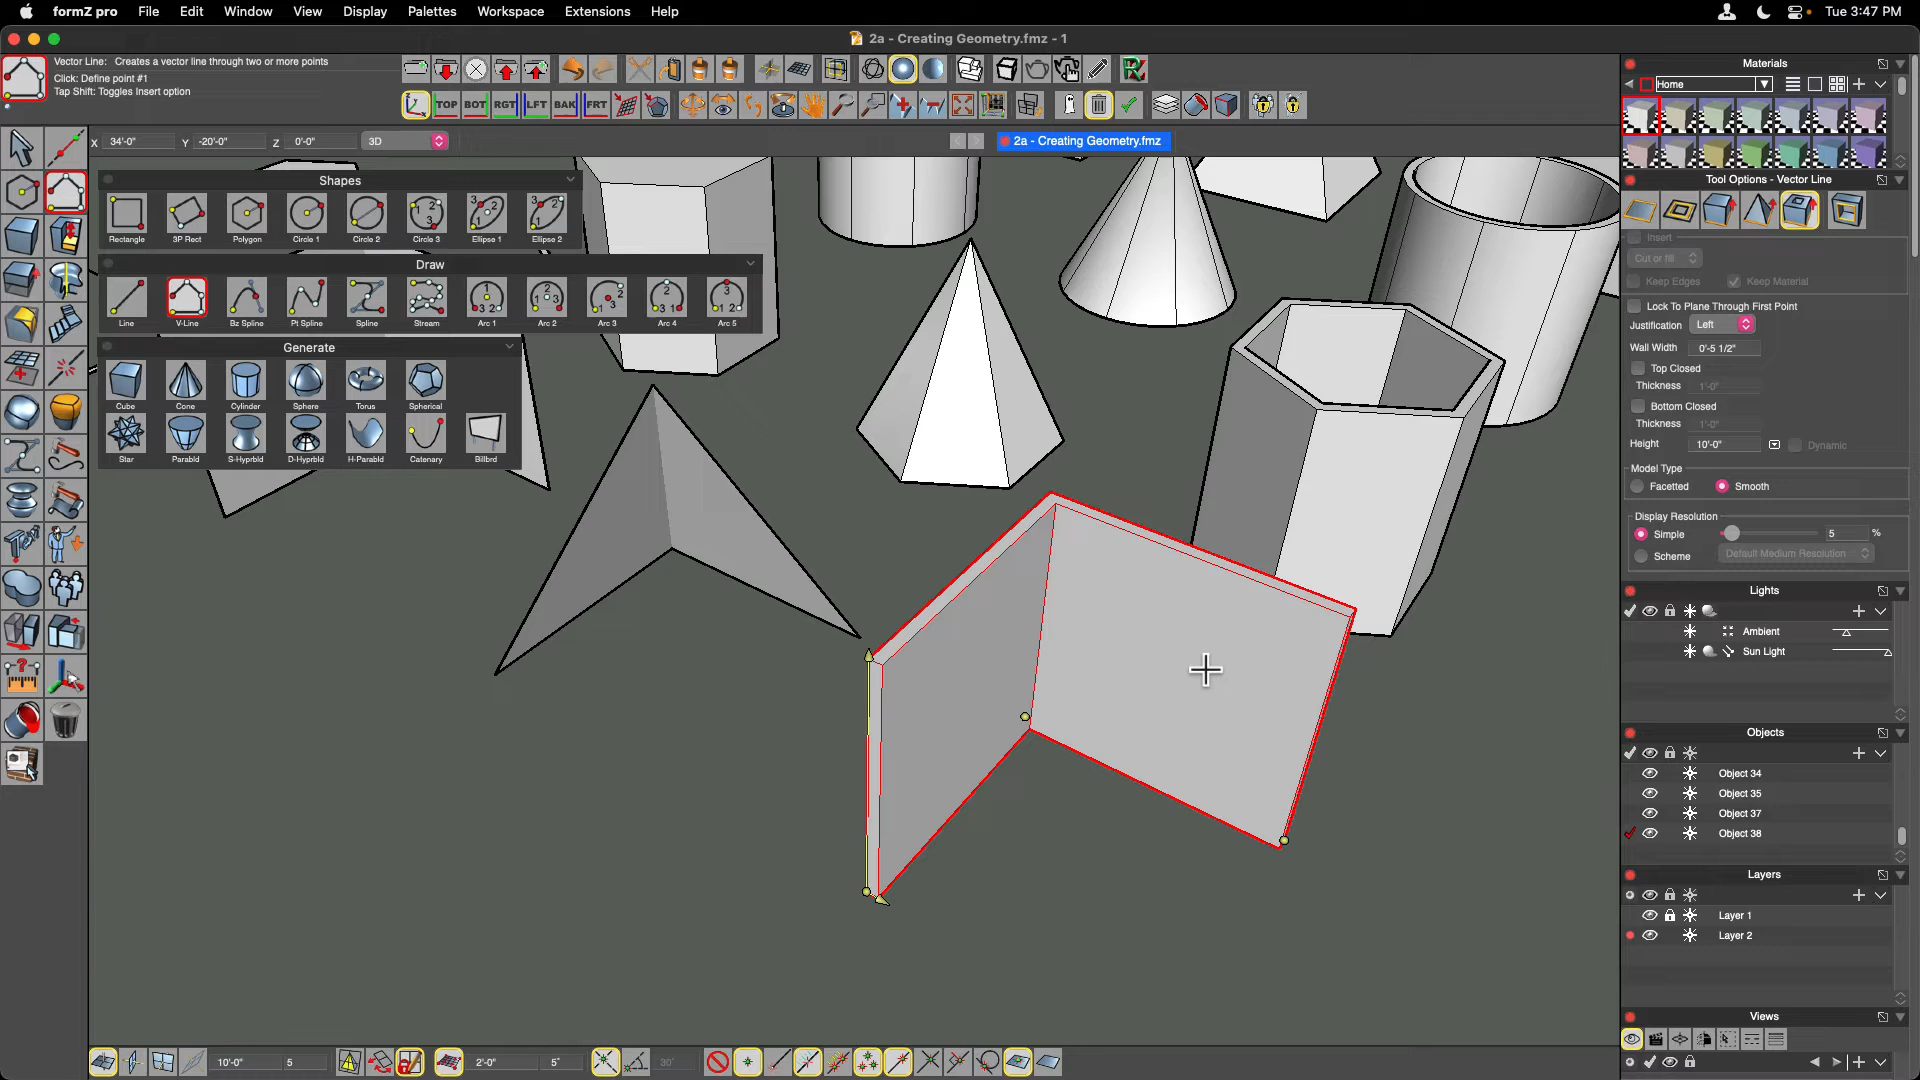 formZ pro File Edit Window View Display Palettes Workspace Extensions Help Tue 3:47 PM
2a - Creating Geometry.fmz - 1
Vector Line: Creates a vector line through two or more points
Click: Define point #1
Tap Shift: Toggles Insert option
TOP BOT RGT LFT BAK FRT
X 34'-0" Y -20'-0" Z 0'-0" 3D
2a - Creating Geometry.fmz
Shapes
Rectangle 3P Rect Polygon Circle 1 Circle 2 Circle 3 Ellipse 1 Ellipse 2
Draw
Line V-Line Bz Spline Pt Spline Spline Stream Arc 1 Arc 2 Arc 3 Arc 4 Arc 5
Generate
Cube Cone Cylinder Sphere Torus Spherical
Star Parabld S-Hyprbld D-Hyprbld H-Parabld Catenary Billbrd
Materials
Home
Tool Options - Vector Line
Insert
Cut or fill
Keep Edges Keep Material
Lock To Plane Through First Point
Justification Left
Wall Width 0'-5 1/2"
Top Closed
Thickness 1'-0"
Bottom Closed
Thickness 1'-0"
Height 10'-0" Dynamic
Model Type
Facetted Smooth
Display Resolution
Simple 5 %
Scheme Default Medium Resolution
Lights
Ambient
Sun Light
Objects
Object 34
Object 35
Object 37
Object 38
Layers
Layer 1
Layer 2
Views
10'-0" 5 2'-0" 5° 30°